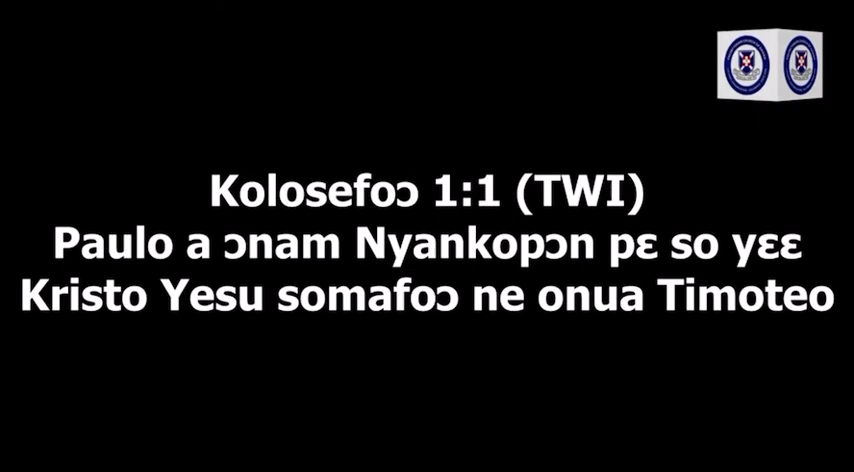 Kolosefoɔ 1:1 (TWI)
Paulo a ɔnam Nyankopɔn pɛ so yɛɛ
Kristo Yesu somafoɔ ne onua Timoteo